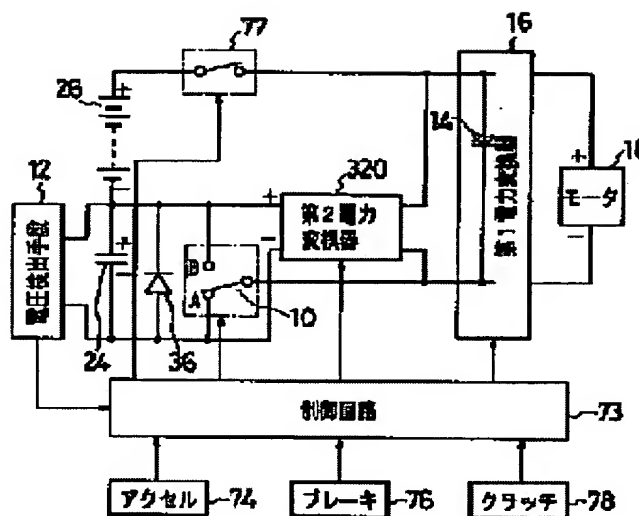 77
16
26
+
14
第1電力変換器
18
+
モータ
−
12
電圧検出手段
−
320
+
第2電力
変換器
−
+
B
A
24
36
10
制御回路
73
アクセル
74
ブレーキ
76
クラッチ
78